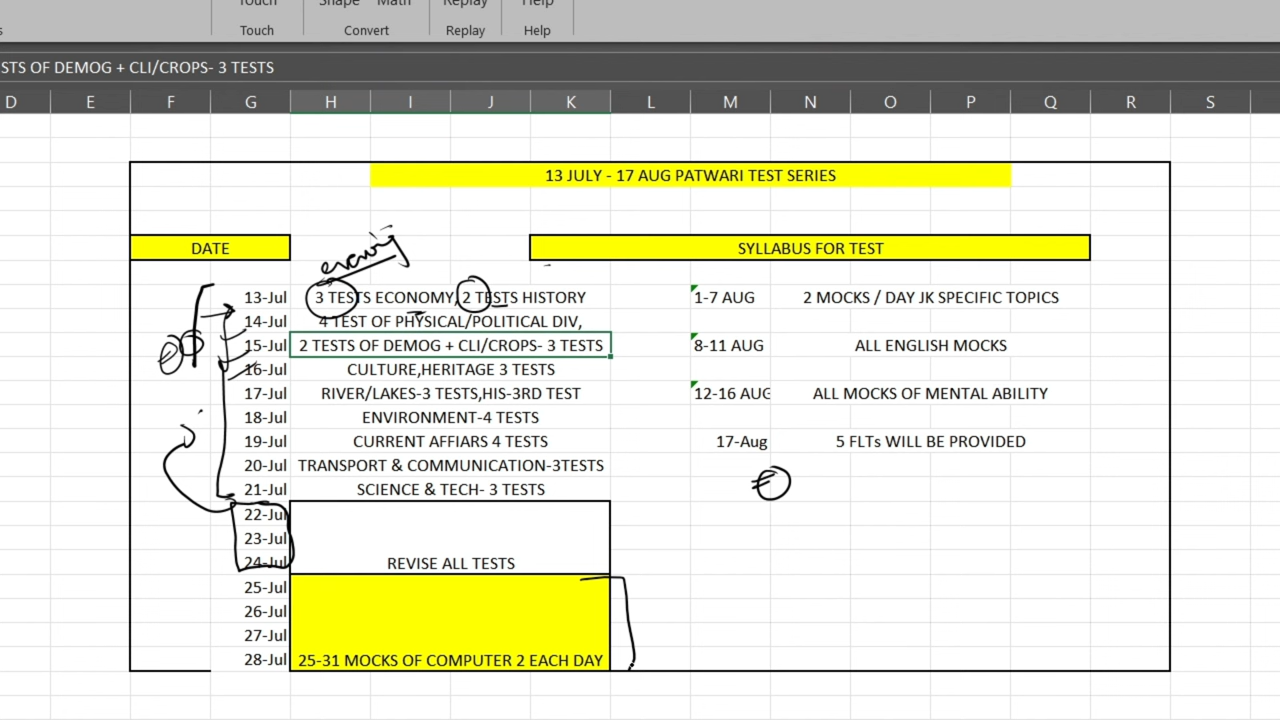 Touch Shape Math Replay Help
s Touch Convert Replay Help
STS OF DEMOG + CLI/CROPS- 3 TESTS
D E F G H I J K L M N O P Q R S
13 JULY - 17 AUG PATWARI TEST SERIES
DATE SYLLABUS FOR TEST
evening
13-Jul 3 TESTS ECONOMY, 2 TESTS HISTORY 1-7 AUG 2 MOCKS / DAY JK SPECIFIC TOPICS
14-Jul 4 TEST OF PHYSICAL/POLITICAL DIV,
15-Jul 2 TESTS OF DEMOG + CLI/CROPS- 3 TESTS 8-11 AUG ALL ENGLISH MOCKS
16-Jul CULTURE,HERITAGE 3 TESTS
17-Jul RIVER/LAKES-3 TESTS,HIS-3RD TEST 12-16 AUG ALL MOCKS OF MENTAL ABILITY
18-Jul ENVIRONMENT-4 TESTS
19-Jul CURRENT AFFIARS 4 TESTS 17-Aug 5 FLTs WILL BE PROVIDED
20-Jul TRANSPORT & COMMUNICATION-3TESTS
21-Jul SCIENCE & TECH- 3 TESTS
22-Jul
23-Jul
24-Jul REVISE ALL TESTS
25-Jul
26-Jul
27-Jul
28-Jul 25-31 MOCKS OF COMPUTER 2 EACH DAY